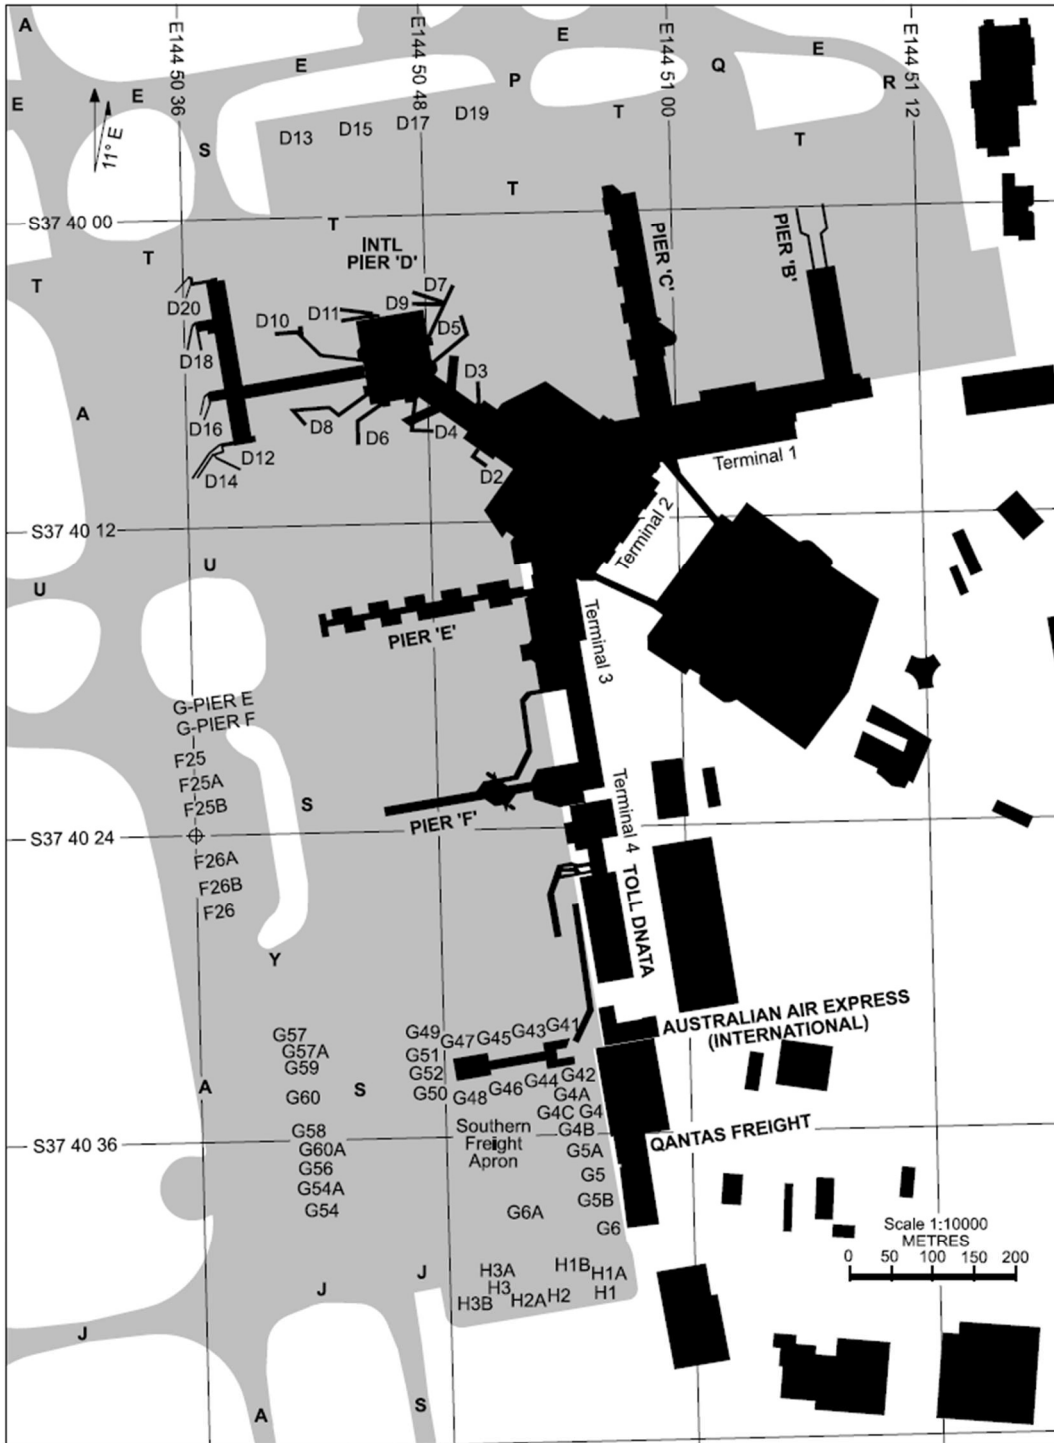 A
E144 50 36
E144 50 48
E144 51 00
E144 51 12
E
E
E
E
E
P
Q
R
T
T
S
D13
D15
D17
D19
11° E
T
S37 40 00
T
T
T
INTL
PIER 'D'
PIER 'C'
PIER 'B'
D20
D18
D16
D14
D12
D10
D11
D9
D7
D5
D3
D8
D6
D4
D2
A
Terminal 1
Terminal 2
S37 40 12
U
U
PIER 'E'
Terminal 3
G-PIER E
G-PIER F
F25
F25A
F25B
S
PIER 'F'
Terminal 4
S37 40 24
F26A
F26B
F26
TOLL DNATA
Y
AUSTRALIAN AIR EXPRESS
(INTERNATIONAL)
G57
G57A
G59
G60
G58
G60A
G56
G54A
G54
A
S
G49
G51
G52
G50
G47
G45
G43
G41
G48
G46
G44
G42
G4A
G4C
G4
G4B
G5A
G5
G5B
G6
G6A
Southern
Freight
Apron
QANTAS FREIGHT
S37 40 36
Scale 1:10000
METRES
0 50 100 150 200
J
J
J
H3A
H3
H3B
H2A
H2
H1B
H1A
H1
A
S